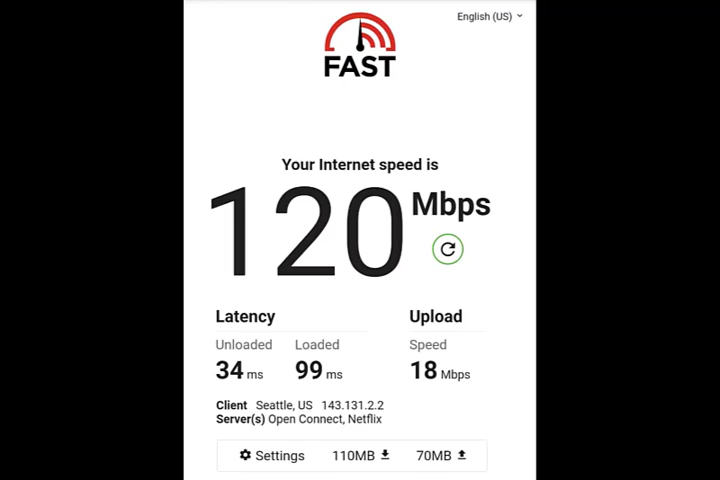 English (US)
FAST
Your Internet speed is
120 Mbps
Latency Upload
Unloaded Loaded Speed
34 ms 99 ms 18 Mbps
Client Seattle, US 143.131.2.2
Server(s) Open Connect, Netflix
Settings 110MB 70MB